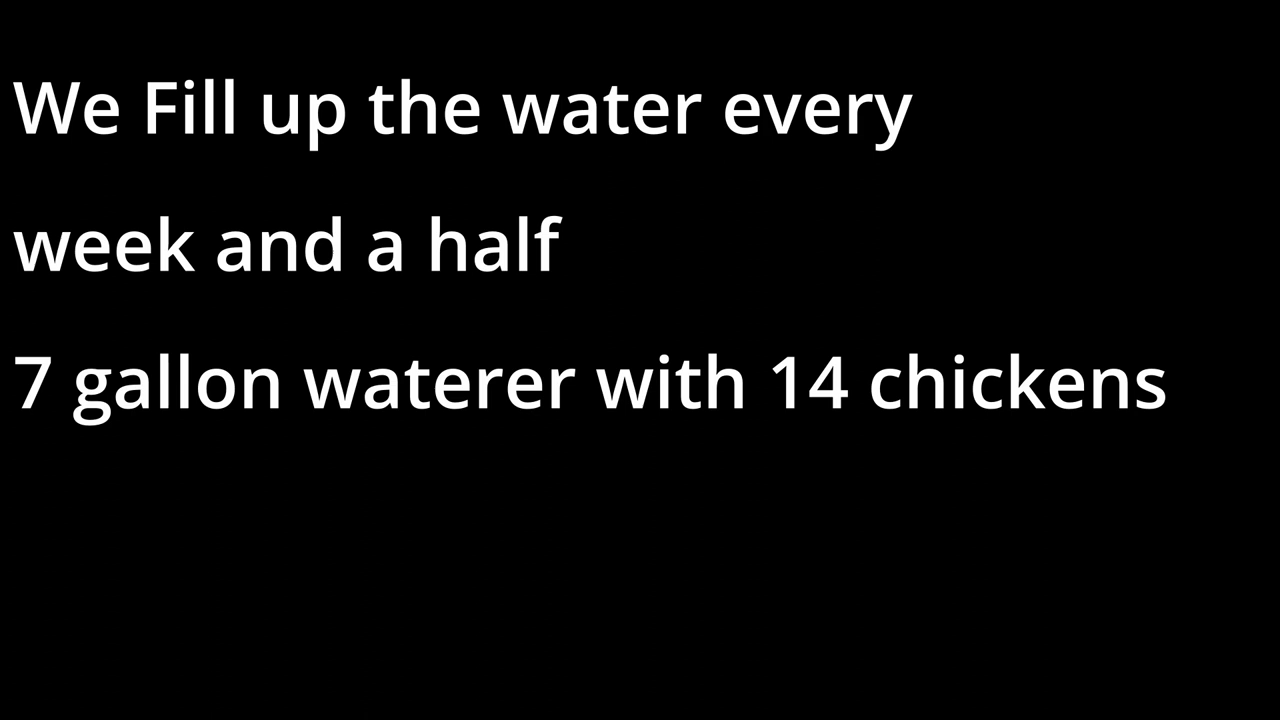 We Fill up the water every
week and a half
7 gallon waterer with 14 chickens